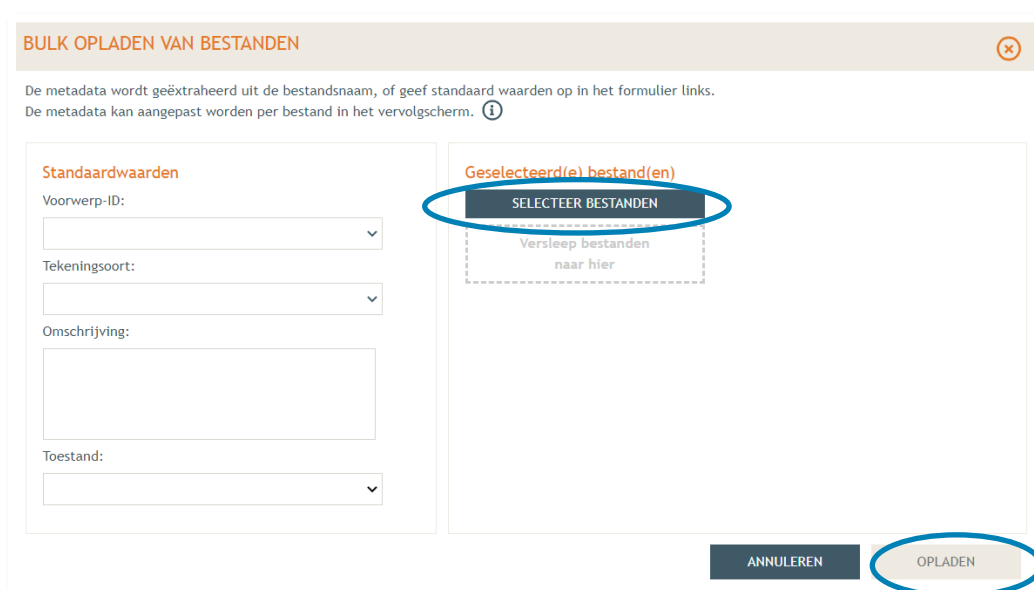 BULK OPLADEN VAN BESTANDEN
De metadata wordt geëxtraheerd uit de bestandsnaam, of geef standaard waarden op in het formulier links.
De metadata kan aangepast worden per bestand in het vervolgscherm.
Standaardwaarden
Voorwerp-ID:
Tekeningsoort:
Omschrijving:
Toestand:
Geselecteerd(e) bestand(en)
SELECTEER BESTANDEN
Versleep bestanden
naar hier
ANNULEREN
OPLADEN